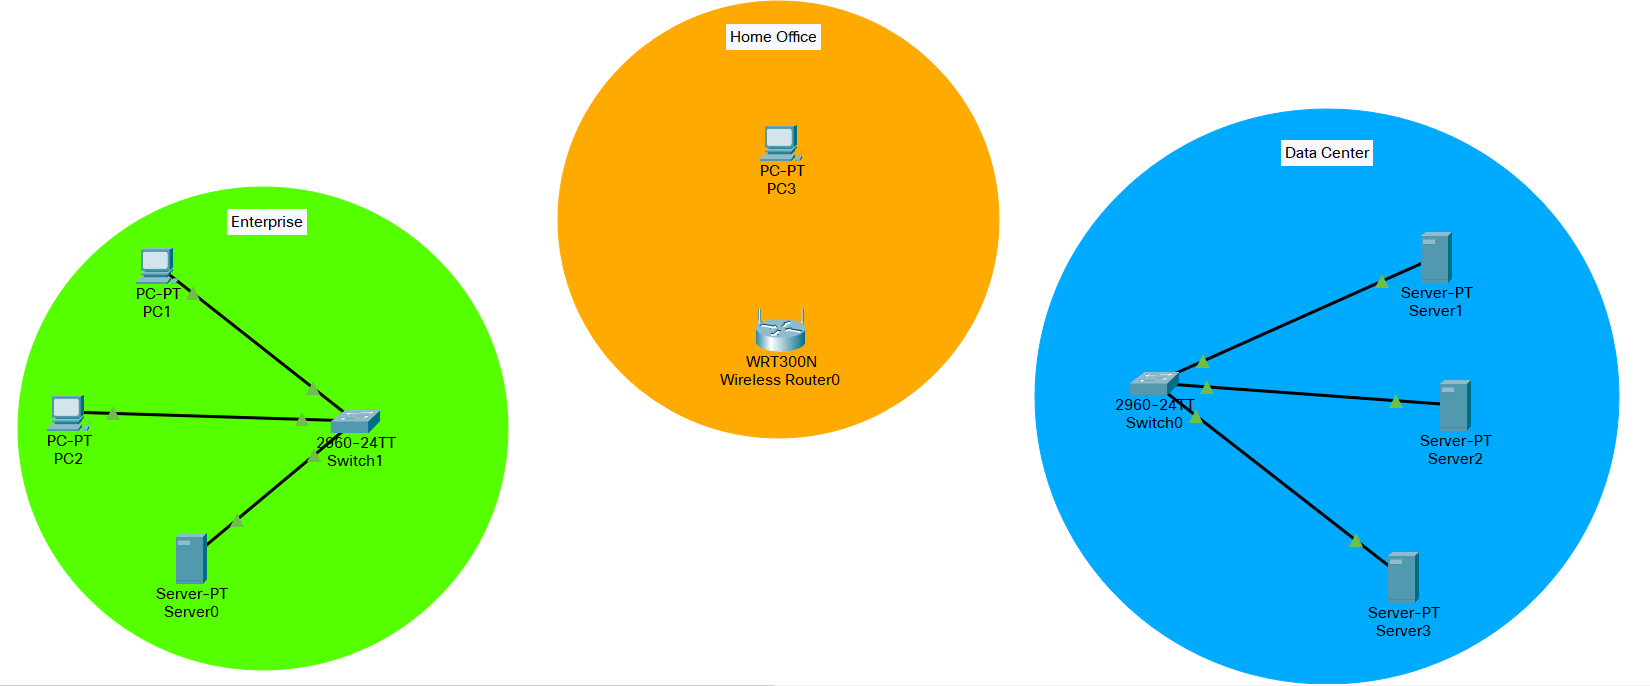 Home Office
PC-PT
PC3
WRT300N
Wireless Router0
Enterprise
PC-PT
PC1
PC-PT
PC2
2960-24TT
Switch1
Server-PT
Server0
Data Center
Server-PT
Server1
2960-24TT
Switch0
Server-PT
Server2
Server-PT
Server3